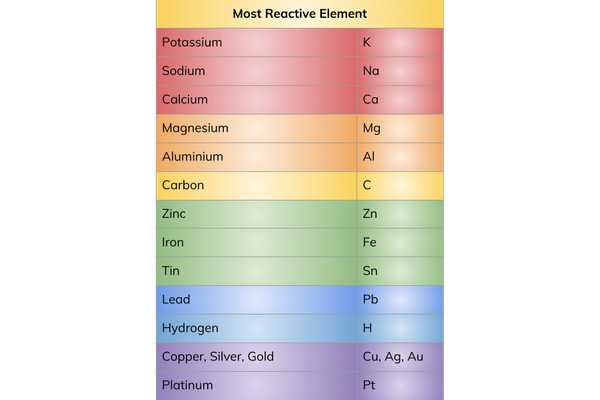 Most Reactive Element
Potassium K
Sodium Na
Calcium Ca
Magnesium Mg
Aluminium Al
Carbon C
Zinc Zn
Iron Fe
Tin Sn
Lead Pb
Hydrogen H
Copper, Silver, Gold Cu, Ag, Au
Platinum Pt